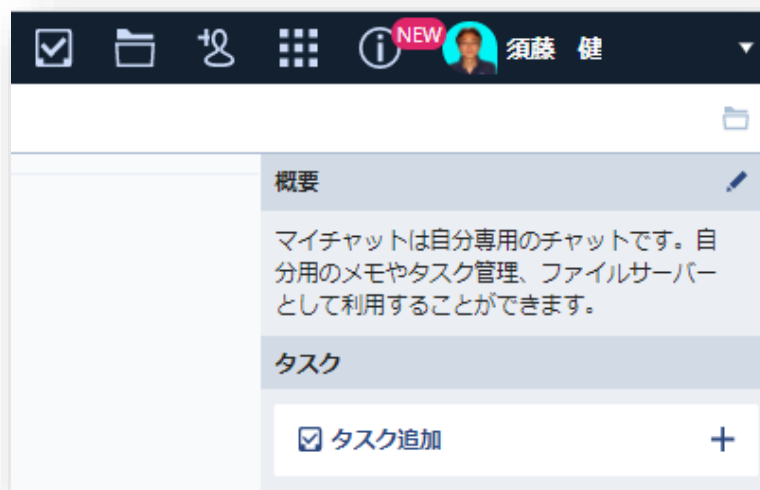 NEW
須藤 健
概要
マイチャットは自分専用のチャットです。自
分用のメモやタスク管理、ファイルサーバー
として利用することができます。
タスク
タスク追加